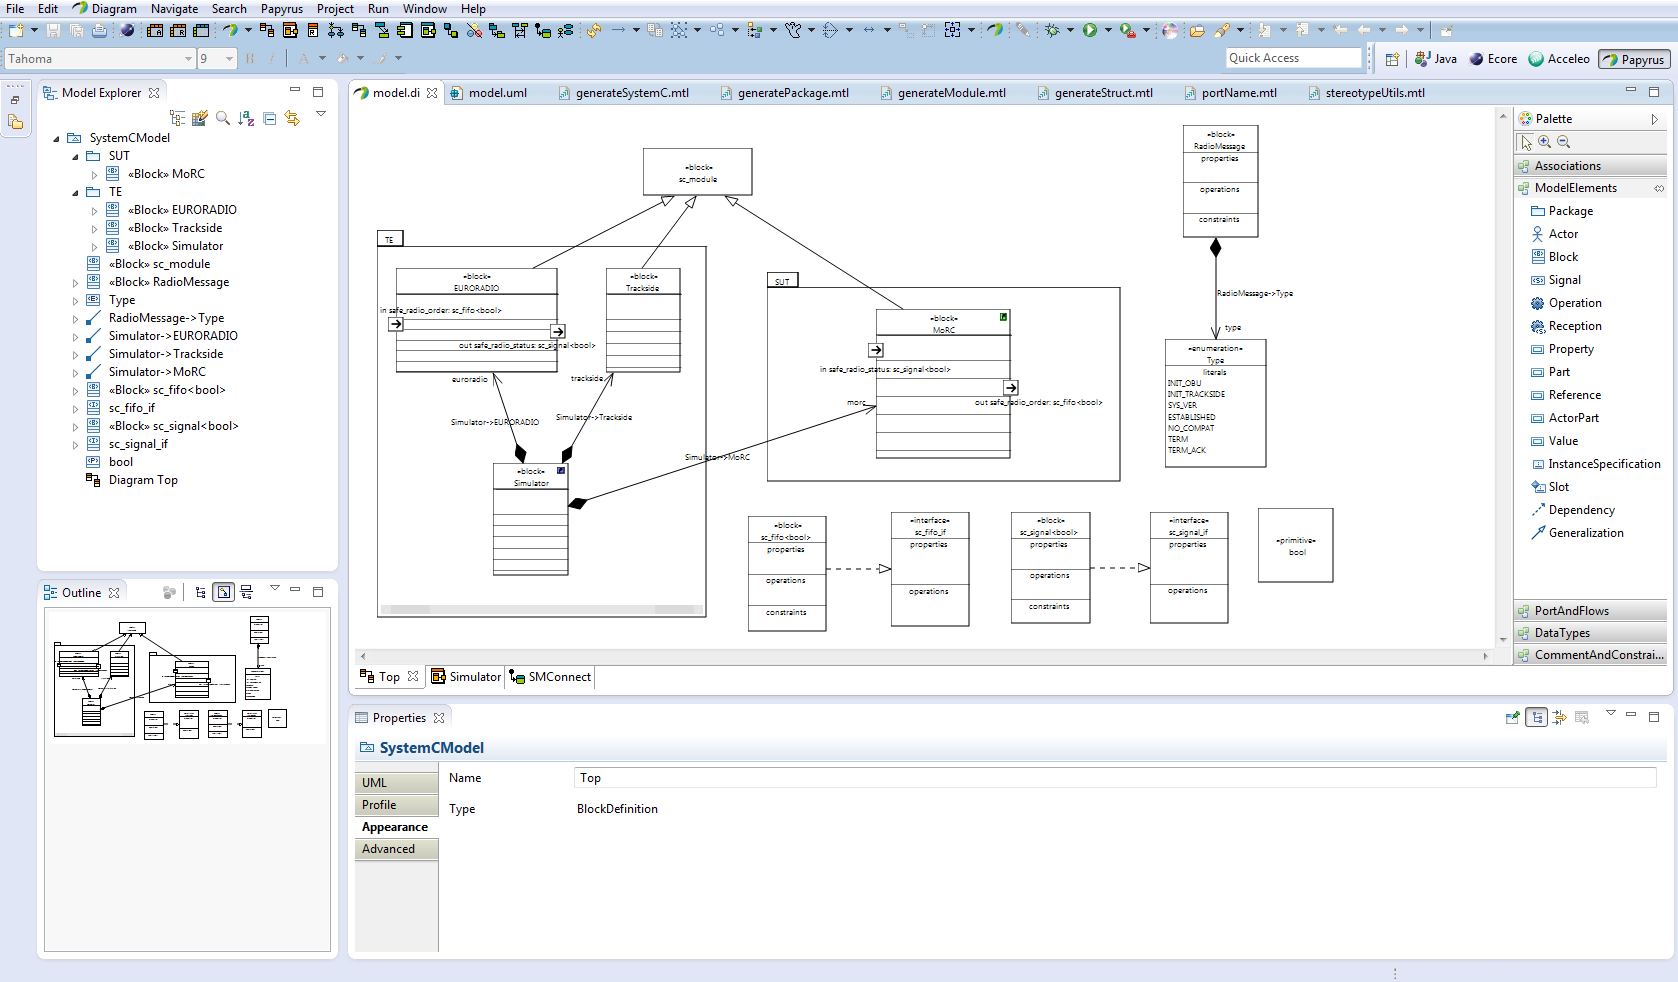 File Edit Diagram Navigate Search Papyrus Project Run Window Help
Tahoma 9 B I A
Quick Access Java Ecore Acceleo Papyrus
Model Explorer
SystemCModel
SUT
«Block» MoRC
TE
«Block» EURORADIO
«Block» Trackside
«Block» Simulator
«Block» sc_module
«Block» RadioMessage
Type
RadioMessage->Type
Simulator->EURORADIO
Simulator->Trackside
Simulator->MoRC
«Block» sc_fifo<bool>
sc_fifo_if
«Block» sc_signal<bool>
sc_signal_if
bool
Diagram Top
Outline
model.di model.uml generateSystemC.mtl generatePackage.mtl generateModule.mtl generateStruct.mtl portName.mtl stereotypeUtils.mtl
«block»
sc_module
TE
«block»
EURORADIO
in safe_radio_order: sc_fifo<bool>
out safe_radio_status: sc_signal<bool>
«block»
Trackside
euroradio
trackside
Simulator->Trackside
Simulator->EURORADIO
«block»
Simulator
Simulator->MoRC
SUT
«block»
MoRC
in safe_radio_status: sc_signal<bool>
morc
out safe_radio_order: sc_fifo<bool>
«block»
RadioMessage
properties
operations
constraints
RadioMessage->Type
type
«enumeration»
Type
literals
INIT_OBU
INIT_TRACKSIDE
SYS_VER
ESTABLISHED
NO_COMPAT
TERM
TERM_ACK
«block»
sc_fifo<bool>
properties
operations
constraints
«interface»
sc_fifo_if
properties
operations
«block»
sc_signal<bool>
properties
operations
constraints
«interface»
sc_signal_if
properties
operations
«primitive»
bool
Palette
Associations
ModelElements
Package
Actor
Block
Signal
Operation
Reception
Property
Part
Reference
ActorPart
Value
InstanceSpecification
Slot
Dependency
Generalization
PortAndFlows
DataTypes
CommentAndConstrai...
Top Simulator SMConnect
Properties
SystemCModel
UML
Profile
Appearance
Advanced
Name Top
Type BlockDefinition